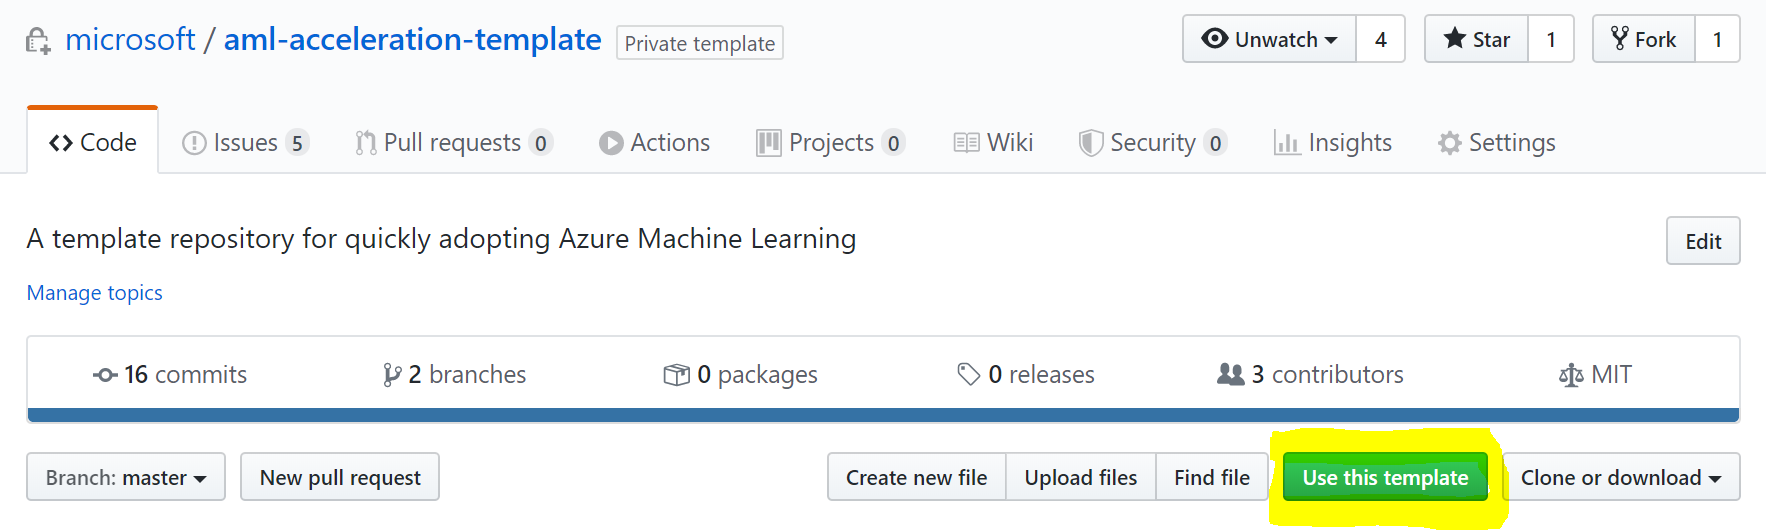 microsoft / aml-acceleration-template Private template Unwatch 4 Star 1 Fork 1
Code Issues 5 Pull requests 0 Actions Projects 0 Wiki Security 0 Insights Settings
A template repository for quickly adopting Azure Machine Learning Edit
Manage topics
16 commits 2 branches 0 packages 0 releases 3 contributors MIT
Branch: master New pull request Create new file Upload files Find file Use this template Clone or download